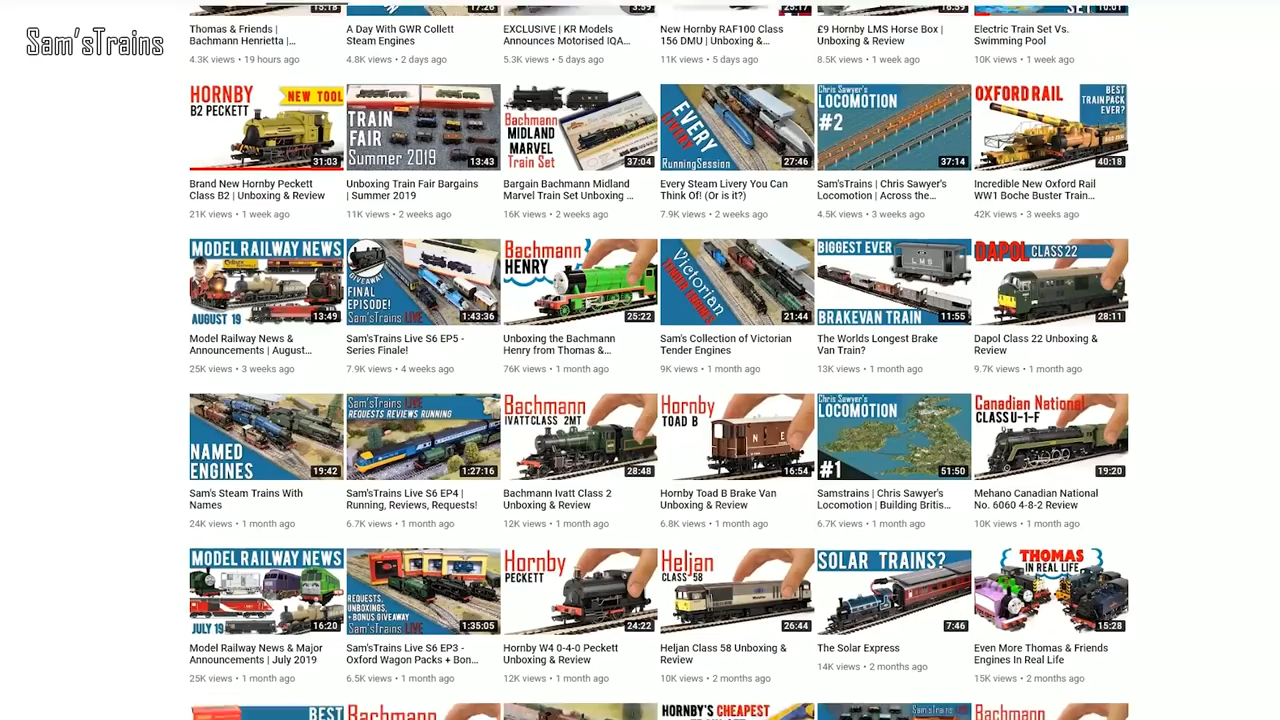 15:18
17:26
3:59
25:17
16:59
SET
10:01
Sam'sTrains
Thomas & Friends |
Bachmann Henrietta |...
4.3K views • 19 hours ago
A Day With GWR Collett
Steam Engines
4.8K views • 2 days ago
EXCLUSIVE | KR Models
Announces Motorised IQA...
5.3K views • 5 days ago
New Hornby RAF100 Class
156 DMU | Unboxing &...
11K views • 5 days ago
£9 Hornby LMS Horse Box |
Unboxing & Review
8.5K views • 1 week ago
Electric Train Set Vs.
Swimming Pool
10K views • 1 week ago
HORNBY
B2 PECKETT
NEW TOOL
31:03
Brand New Hornby Peckett
Class B2 | Unboxing & Review
21K views • 1 week ago
TRAIN
FAIR
Summer 2019
13:43
Unboxing Train Fair Bargains
| Summer 2019
11K views • 2 weeks ago
Bachmann
MIDLAND
MARVEL
Train Set
37:04
Bargain Bachmann Midland
Marvel Train Set Unboxing ...
16K views • 2 weeks ago
EVERY
LIVERY
RunningSession
27:46
Every Steam Livery You Can
Think Of! (Or is it?)
7.9K views • 2 weeks ago
Chris Sawyer's
LOCOMOTION
#2
37:14
Sam'sTrains | Chris Sawyer's
Locomotion | Across the...
4.5K views • 3 weeks ago
OXFORD RAIL
BEST
TRAIN PACK
EVER?
40:18
Incredible New Oxford Rail
WW1 Boche Buster Train...
42K views • 3 weeks ago
MODEL RAILWAY NEWS
AUGUST 19
13:49
Model Railway News &
Announcements | August...
25K views • 3 weeks ago
GIVEAWAY
FINAL
EPISODE!
Sam'sTrains LIVE
1:43:36
Sam'sTrains Live S6 EP5 -
Series Finale!
7.9K views • 4 weeks ago
Bachmann
HENRY
25:22
Unboxing the Bachmann
Henry from Thomas &...
76K views • 1 month ago
Victorian
TENDER ENGINES
21:44
Sam's Collection of Victorian
Tender Engines
9K views • 1 month ago
BIGGEST EVER
LMS
BRAKEVAN TRAIN
11:55
The Worlds Longest Brake
Van Train?
13K views • 1 month ago
DAPOL CLASS 22
28:11
Dapol Class 22 Unboxing &
Review
9.7K views • 1 month ago
NAMED
ENGINES
19:42
Sam's Steam Trains With
Names
24K views • 1 month ago
Sam'sTrains LIVE
REQUESTS REVIEWS RUNNING
1:27:16
Sam'sTrains Live S6 EP4 |
Running, Reviews, Requests!
6.7K views • 1 month ago
Bachmann
IVATT CLASS 2MT
28:48
Bachmann Ivatt Class 2
Unboxing & Review
12K views • 1 month ago
Hornby
TOAD B
N E
16:54
Hornby Toad B Brake Van
Unboxing & Review
6.8K views • 1 month ago
Chris Sawyer's
LOCOMOTION
#1
51:50
Samstrains | Chris Sawyer's
Locomotion | Building Britis...
6.7K views • 1 month ago
Canadian National
CLASS U-1-F
19:20
Mehano Canadian National
No. 6060 4-8-2 Review
10K views • 1 month ago
MODEL RAILWAY NEWS
JULY 19
16:20
Model Railway News & Major
Announcements | July 2019
25K views • 1 month ago
REQUESTS,
UNBOXINGS,
+BONUS GIVEAWAY
Sam'sTrains LIVE
1:35:05
Sam'sTrains Live S6 EP3 -
Oxford Wagon Packs + Bon...
6.5K views • 1 month ago
Hornby
PECKETT
24:22
Hornby W4 0-4-0 Peckett
Unboxing & Review
12K views • 1 month ago
Heljan
CLASS 58
26:44
Heljan Class 58 Unboxing &
Review
10K views • 2 months ago
SOLAR TRAINS?
7:46
The Solar Express
14K views • 2 months ago
THOMAS
IN REAL LIFE
15:28
Even More Thomas & Friends
Engines In Real Life
15K views • 2 months ago
BEST
Bachmann
HORNBY'S CHEAPEST
Sam'sTrains LIVE
Bachmann